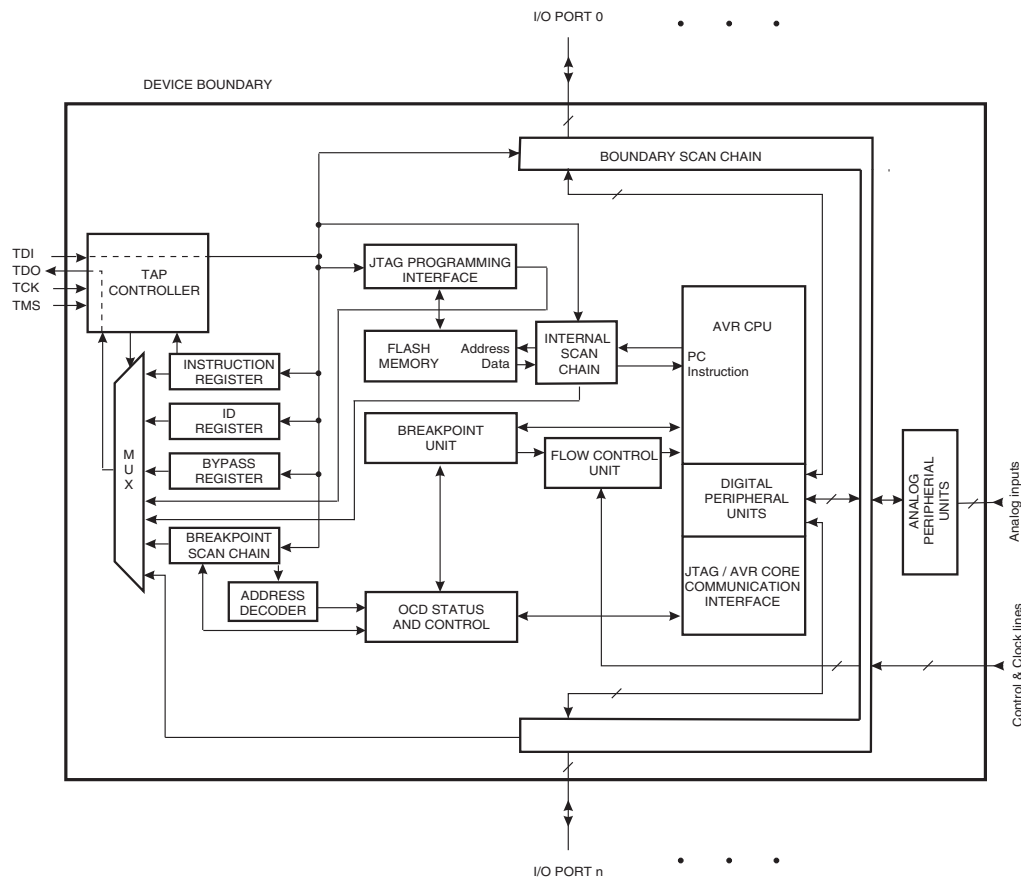 I/O PORT 0
DEVICE BOUNDARY
BOUNDARY SCAN CHAIN
TDI
TDO
TCK
TMS
TAP
CONTROLLER
JTAG PROGRAMMING
INTERFACE
AVR CPU
FLASH
MEMORY
Address
Data
INTERNAL
SCAN
CHAIN
PC
Instruction
INSTRUCTION
REGISTER
ID
REGISTER
BYPASS
REGISTER
MUX
BREAKPOINT
UNIT
FLOW CONTROL
UNIT
DIGITAL
PERIPHERAL
UNITS
ANALOG
PERIPHERIAL
UNITS
Analog inputs
BREAKPOINT
SCAN CHAIN
ADDRESS
DECODER
OCD STATUS
AND CONTROL
JTAG / AVR CORE
COMMUNICATION
INTERFACE
Control & Clock lines
I/O PORT n